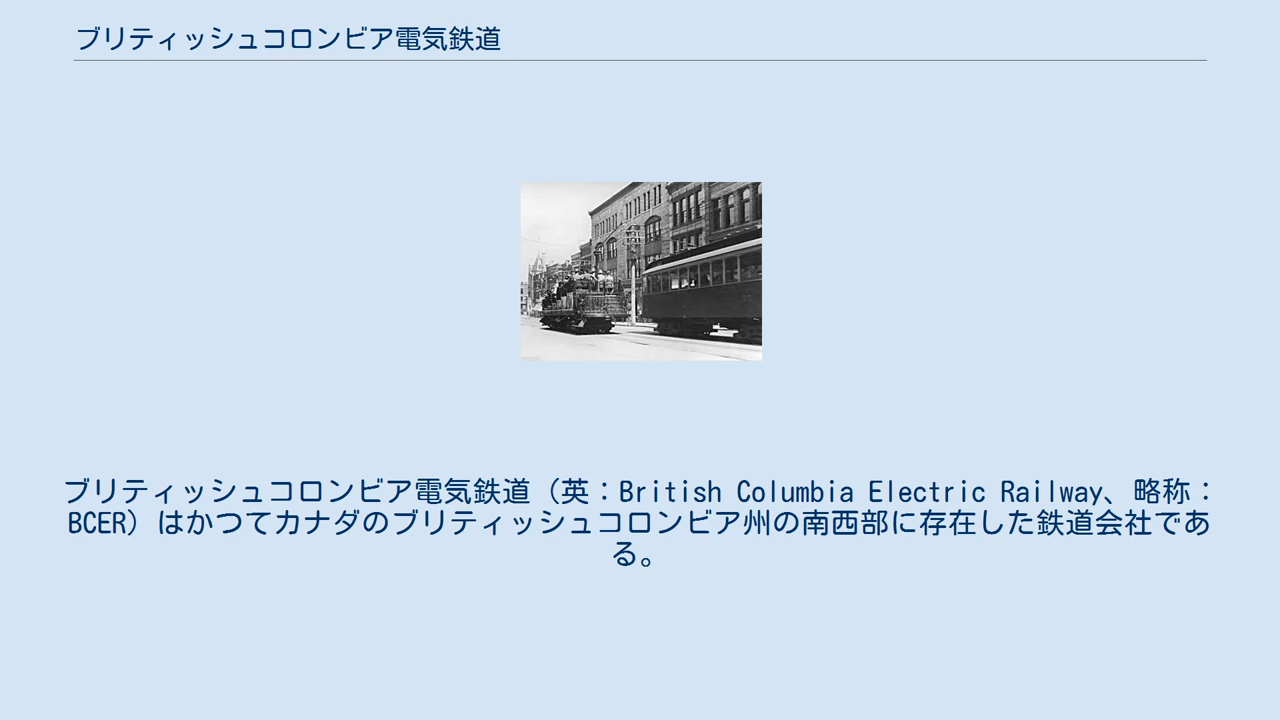 ブリティッシュコロンビア電気鉄道
ブリティッシュコロンビア電気鉄道（英：British Columbia Electric Railway、略称：
BCER）はかつてカナダのブリティッシュコロンビア州の南西部に存在した鉄道会社であ
る。